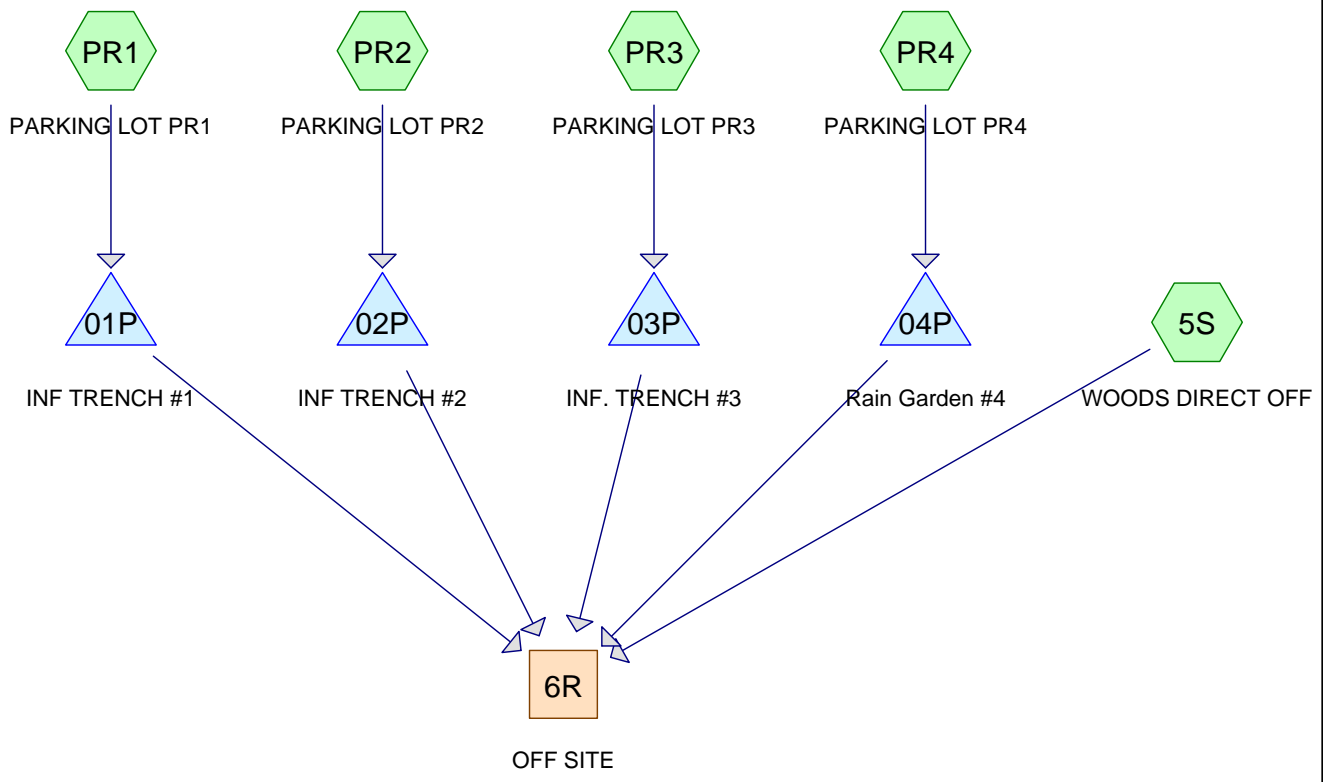 PR1
PR2
PR3
PR4
PARKING LOT PR1
PARKING LOT PR2
PARKING LOT PR3
PARKING LOT PR4
01P
02P
03P
04P
5S
INF TRENCH #1
INF TRENCH #2
INF. TRENCH #3
Rain Garden #4
WOODS DIRECT OFF
6R
OFF SITE